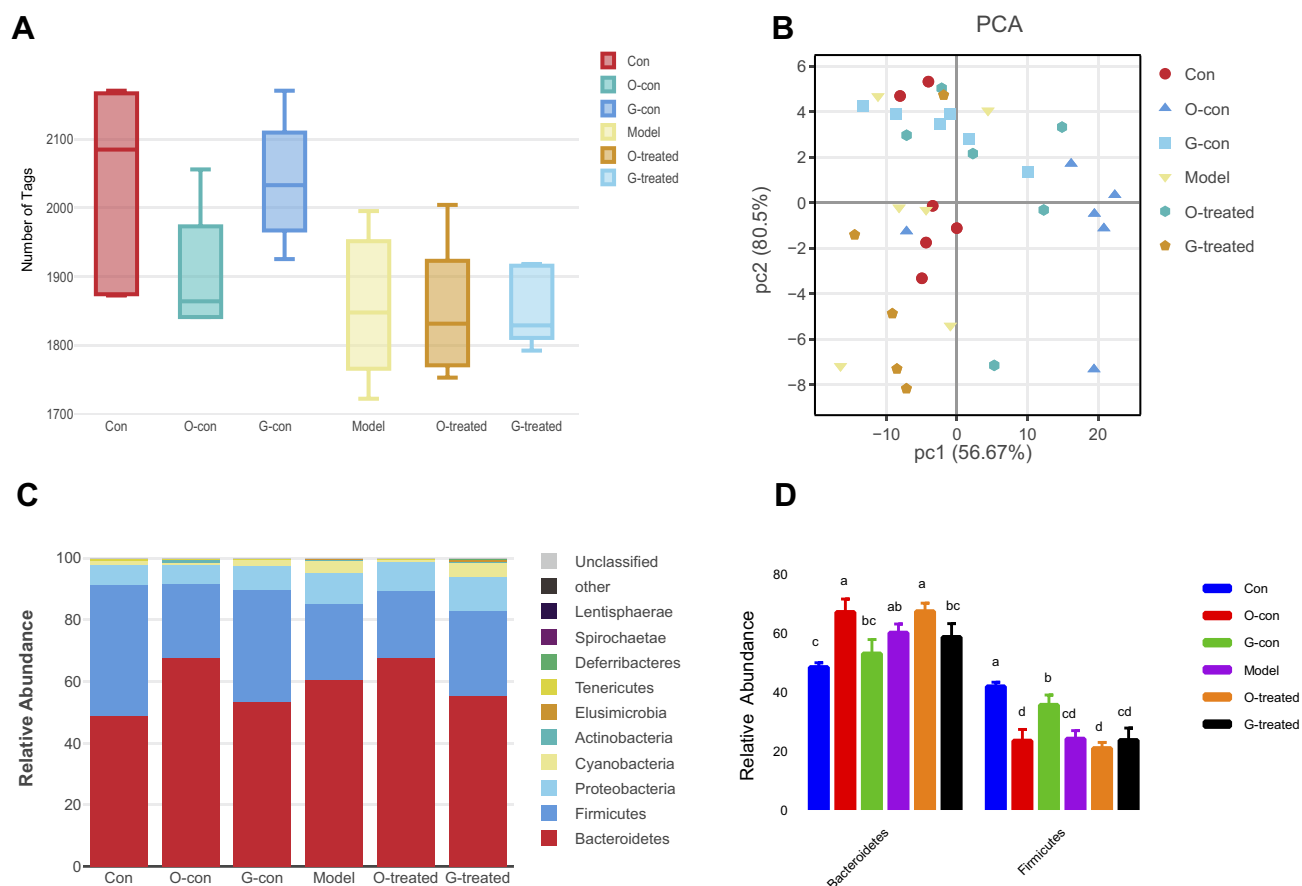 A
Number of Tags
2100
2000
1900
1800
1700
Con
O-con
G-con
Model
O-treated
G-treated
Con
O-con
G-con
Model
O-treated
G-treated
B
PCA
pc2 (80.5%)
6
4
2
0
−2
−4
−6
−8
−10
0
10
20
pc1 (56.67%)
Con
O-con
G-con
Model
O-treated
G-treated
C
Relative Abundance
100
80
60
40
20
0
Con
O-con
G-con
Model
O-treated
G-treated
Unclassified
other
Lentisphaerae
Spirochaetae
Deferribacteres
Tenericutes
Elusimicrobia
Actinobacteria
Cyanobacteria
Proteobacteria
Firmicutes
Bacteroidetes
D
Relative Abundance
80
60
40
20
0
c
a
bc
ab
a
bc
a
d
b
cd
d
cd
Bacteroidetes
Firmicutes
Con
O-con
G-con
Model
O-treated
G-treated